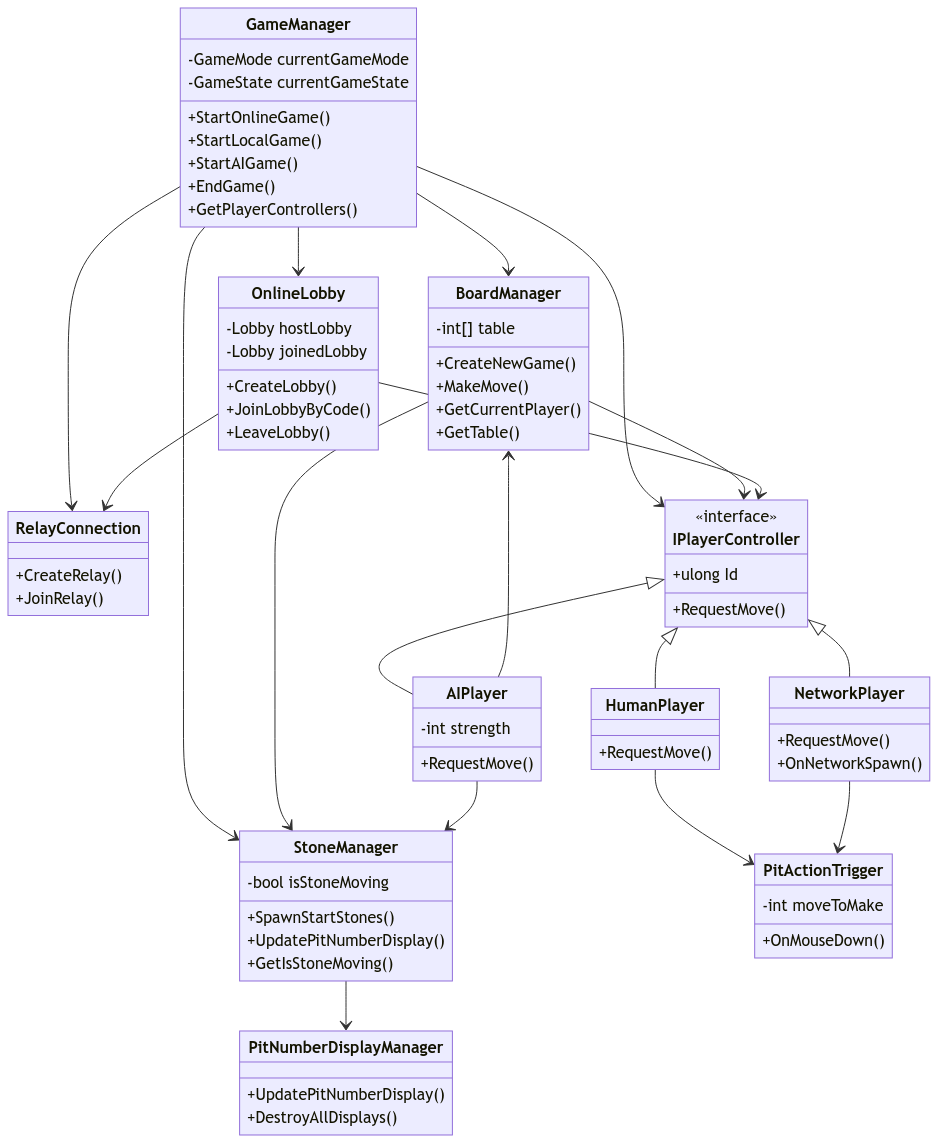 GameManager
-GameMode currentGameMode
-GameState currentGameState
+StartOnlineGame()
+StartLocalGame()
+StartAIGame()
+EndGame()
+GetPlayerControllers()
OnlineLobby
-Lobby hostLobby
-Lobby joinedLobby
+CreateLobby()
+JoinLobbyByCode()
+LeaveLobby()
BoardManager
-int[] table
+CreateNewGame()
+MakeMove()
+GetCurrentPlayer()
+GetTable()
RelayConnection
+CreateRelay()
+JoinRelay()
«interface»
IPlayerController
+ulong Id
+RequestMove()
AIPlayer
-int strength
+RequestMove()
HumanPlayer
+RequestMove()
NetworkPlayer
+RequestMove()
+OnNetworkSpawn()
StoneManager
-bool isStoneMoving
+SpawnStartStones()
+UpdatePitNumberDisplay()
+GetIsStoneMoving()
PitActionTrigger
-int moveToMake
+OnMouseDown()
PitNumberDisplayManager
+UpdatePitNumberDisplay()
+DestroyAllDisplays()